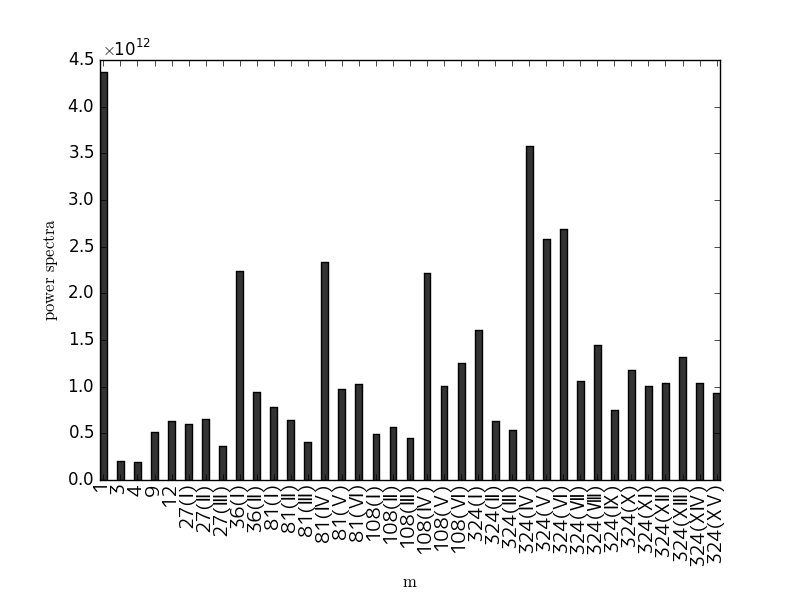 ×10^12
4.5
4.0
3.5
3.0
2.5
2.0
1.5
1.0
0.5
0.0
power spectra
1
3
4
9
12
27(I)
27(II)
27(III)
36(I)
36(II)
81(I)
81(II)
81(III)
81(IV)
81(V)
81(VI)
108(I)
108(II)
108(III)
108(IV)
108(V)
108(VI)
324(I)
324(II)
324(III)
324(IV)
324(V)
324(VI)
324(VII)
324(VIII)
324(IX)
324(X)
324(XI)
324(XII)
324(XIII)
324(XIV)
324(XV)
m